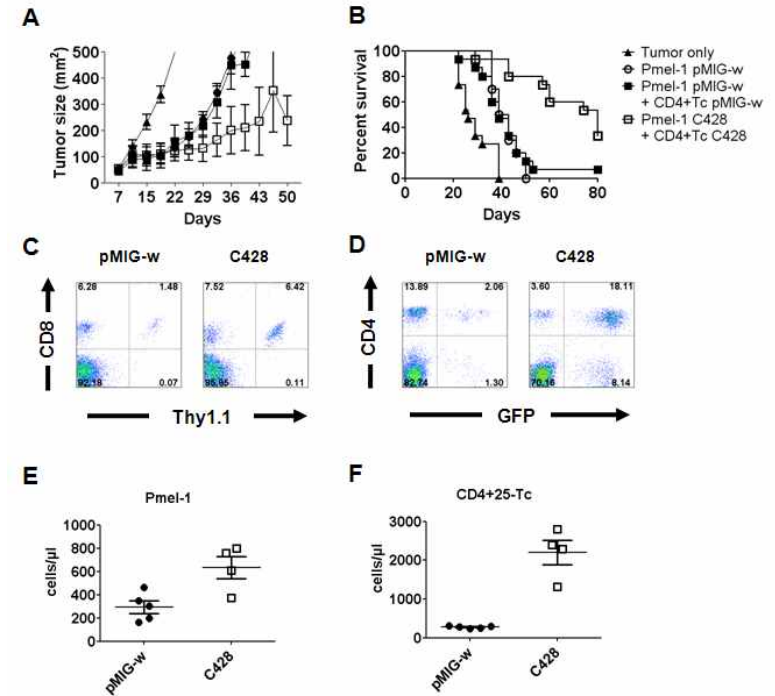 A
B
Tumor size (mm²)
500
400
300
200
100
0
7 15 22 29 36 43 50
Days
Percent survival
100
80
60
40
20
0
0 20 40 60 80
Days
Tumor only
Pmel-1 pMIG-w
Pmel-1 pMIG-w
+ CD4+Tc pMIG-w
Pmel-1 C428
+ CD4+Tc C428
C
D
pMIG-w C428
pMIG-w C428
6.28 1.48
7.52 6.42
13.89 2.06
3.60 18.11
CD8
CD4
92.18 0.07
0.11
82.74 1.30
70.16 8.14
Thy1.1
GFP
E
F
Pmel-1
CD4+25-Tc
cells/µl
1000
800
600
400
200
0
pMIG-w
C428
cells/µl
3000
2000
1000
0
pMIG-w
C428